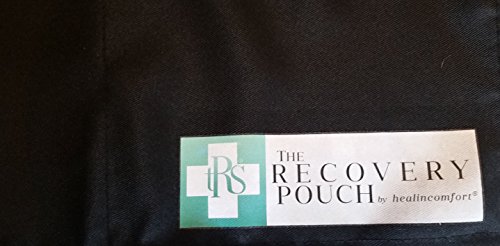 tRS
THE
RECOVERY
POUCH by healincomfort®